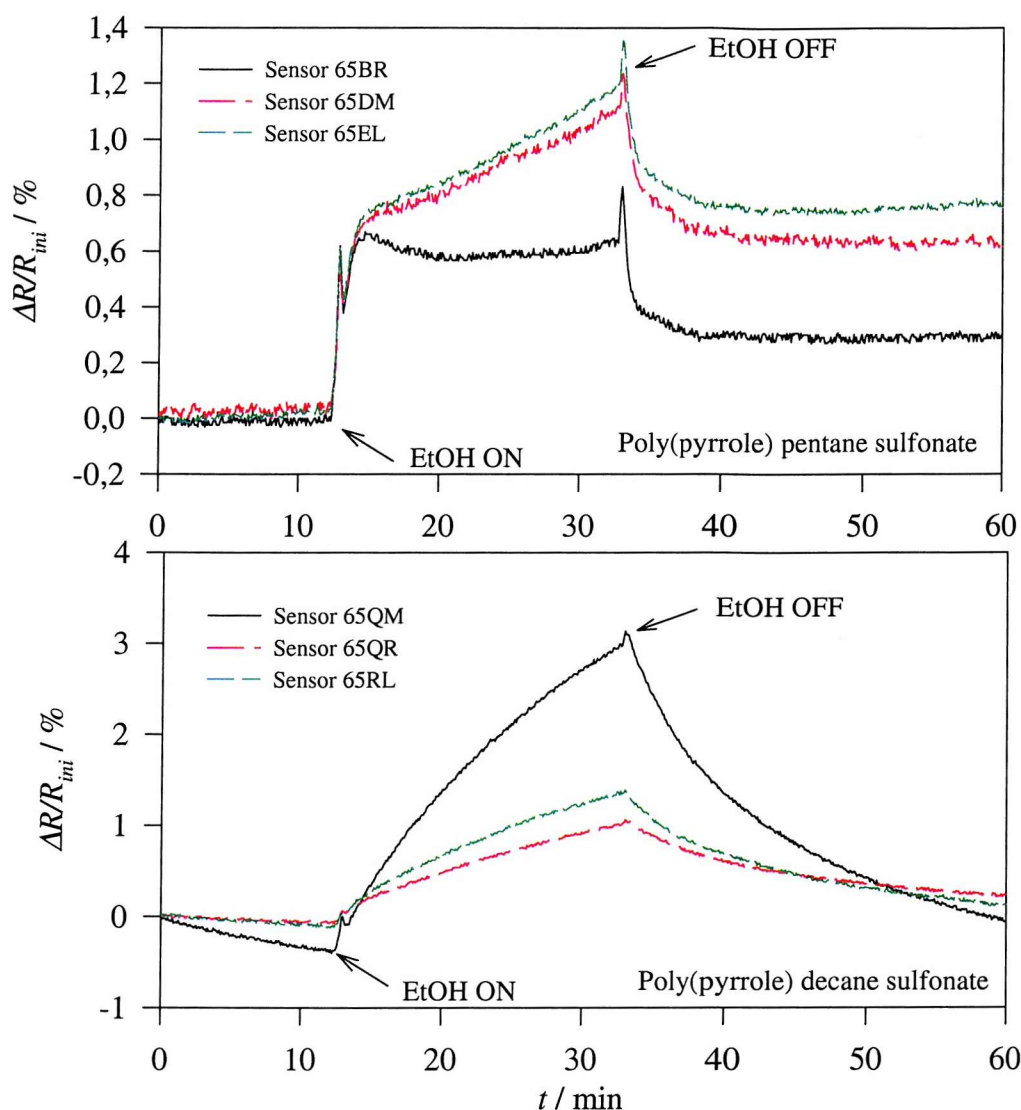 1,4
1,2
1,0
0,8
0,6
0,4
0,2
0,0
-0,2
ΔR/R_ini / %
Sensor 65BR
Sensor 65DM
Sensor 65EL
EtOH OFF
EtOH ON
Poly(pyrrole) pentane sulfonate
0 10 20 30 40 50 60
4
3
2
1
0
-1
ΔR/R_ini / %
Sensor 65QM
Sensor 65QR
Sensor 65RL
EtOH OFF
EtOH ON
Poly(pyrrole) decane sulfonate
0 10 20 30 40 50 60
t / min